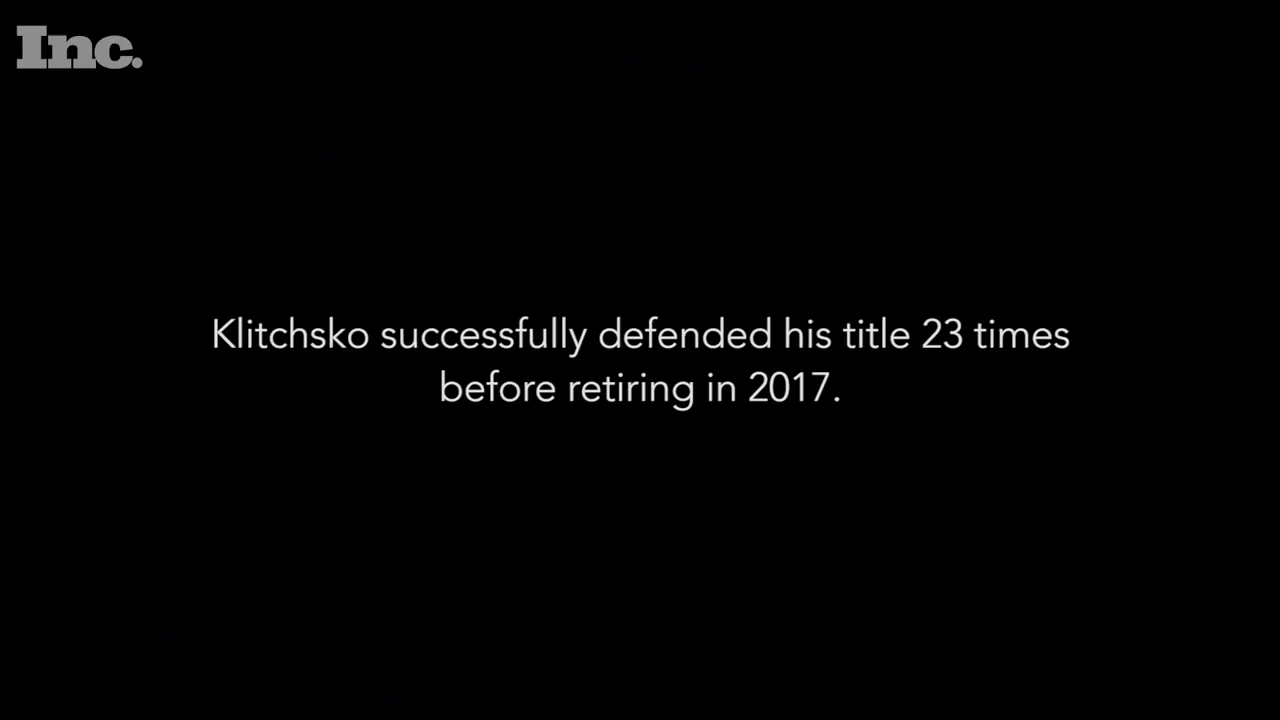 Inc.
Klitchsko successfully defended his title 23 times
before retiring in 2017.